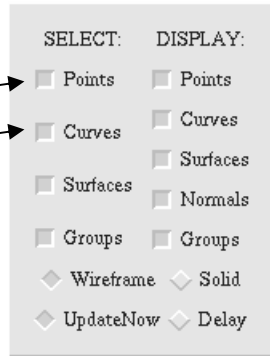 SELECT: DISPLAY:
Points Points
Curves Curves
Surfaces Surfaces
Normals
Groups Groups
Wireframe Solid
UpdateNow Delay